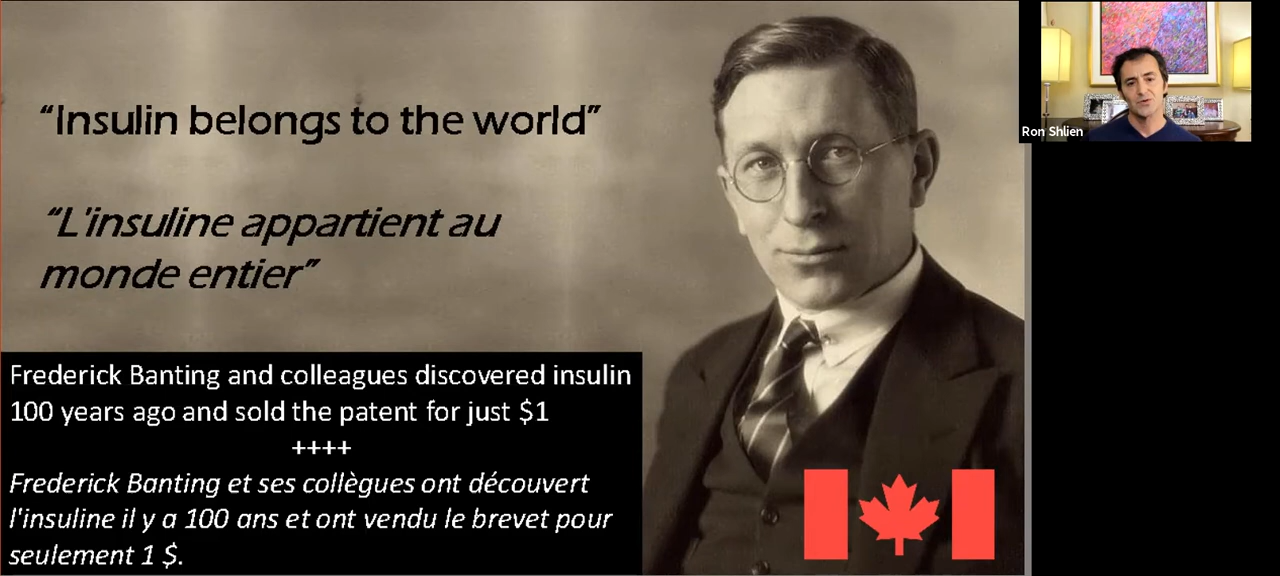 “Insulin belongs to the world”
“L'insuline appartient au
monde entier”
Frederick Banting and colleagues discovered insulin
100 years ago and sold the patent for just $1
++++
Frederick Banting et ses collègues ont découvert
l'insuline il y a 100 ans et ont vendu le brevet pour
seulement 1 $.
Ron Shlien